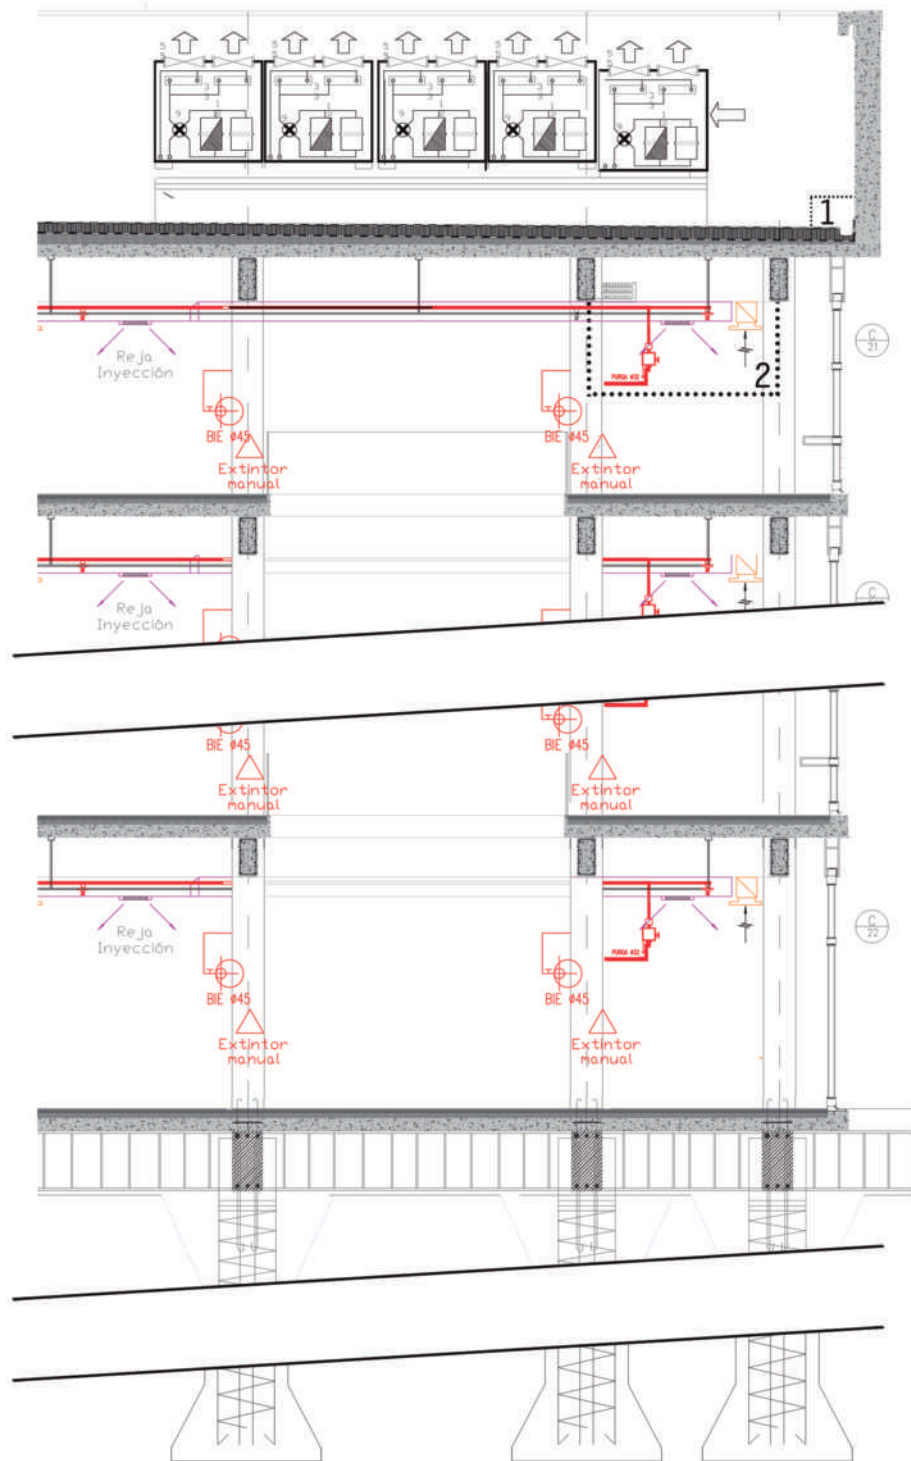 1
C
21
Reja
Inyección
PURGA Ø32
2
BIE Ø45
BIE Ø45
Extintor
manual
Extintor
manual
Reja
Inyección
C
BIE Ø45
BIE Ø45
Extintor
manual
Extintor
manual
Reja
Inyección
C
22
PURGA Ø32
BIE Ø45
BIE Ø45
Extintor
manual
Extintor
manual